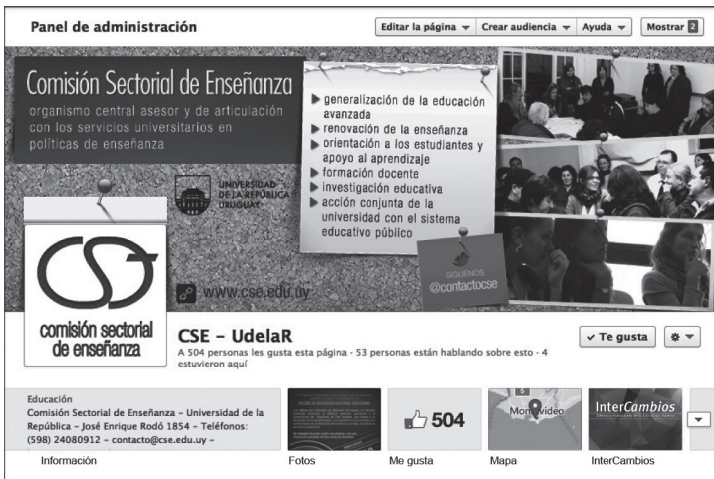 Panel de administración
Editar la página
Crear audiencia
Ayuda
Mostrar 2
Comisión Sectorial de Enseñanza
organismo central asesor y de articulación
con los servicios universitarios en
políticas de enseñanza
generalización de la educación
avanzada
renovación de la enseñanza
orientación a los estudiantes y
apoyo al aprendizaje
formación docente
investigación educativa
acción conjunta de la
universidad con el sistema
educativo público
UNIVERSIDAD
DE LA REPÚBLICA
URUGUAY
SIGUENOS
@contactocse
www.cse.edu.uy
comisión sectorial
de enseñanza
CSE – UdelaR
A 504 personas les gusta esta página · 53 personas están hablando sobre esto · 4
estuvieron aquí
Te gusta
Educación
Comisión Sectorial de Enseñanza – Universidad de la
República – José Enrique Rodó 1854 – Teléfonos:
(598) 24080912 – contacto@cse.edu.uy –
Información
Fotos
504
Me gusta
Montevideo
Mapa
InterCambios
InterCambios